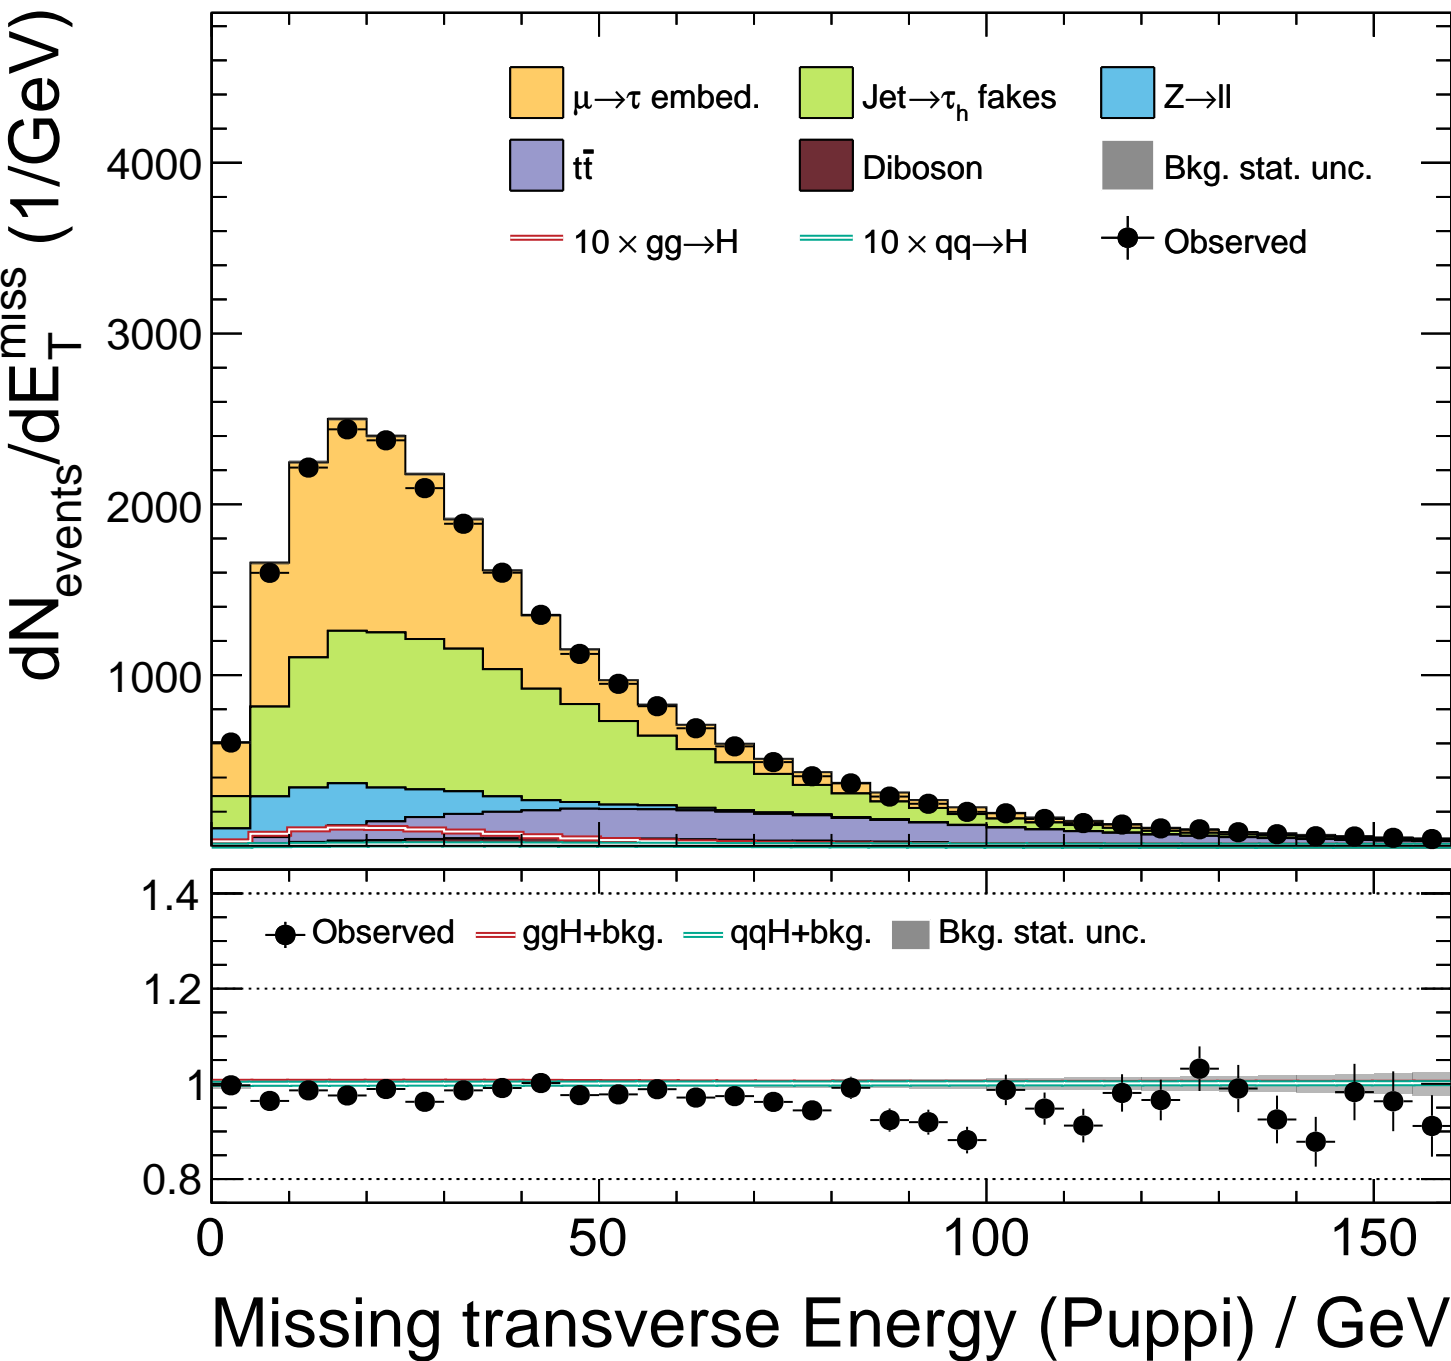 dN_events/dE_T^miss (1/GeV)
μ→τ embed. Jet→τ_h fakes Z→ll
tt̄ Diboson Bkg. stat. unc.
10 × gg→H 10 × qq→H Observed
4000
3000
2000
1000
1.4
Observed ggH+bkg. qqH+bkg. Bkg. stat. unc.
1.2
1
0.8
0 50 100 150
Missing transverse Energy (Puppi) / GeV